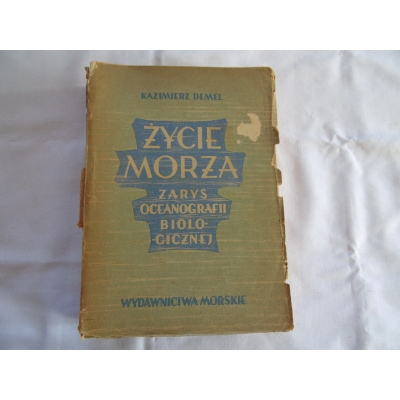 KAZIMIERZ DEMEL
ŻYCIE
MORZA
ZARYS
OCEANOGRAFII
BIOLO-
GICZNEJ
WYDAWNICTWA MORSKIE